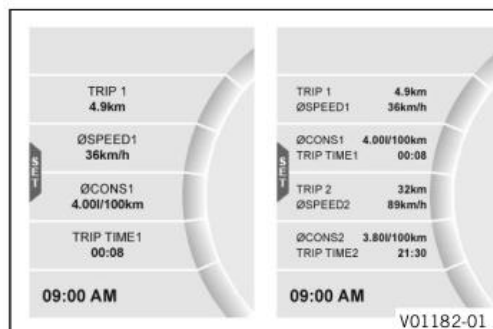 TRIP 1
4.9km
ØSPEED1
36km/h
SET
ØCONS1
4.00l/100km
TRIP TIME1
00:08
09:00 AM
TRIP 1 4.9km
ØSPEED1 36km/h
ØCONS1 4.00l/100km
TRIP TIME1 00:08
SET
TRIP 2 32km
ØSPEED2 89km/h
ØCONS2 3.80l/100km
TRIP TIME2 21:30
09:00 AM
V01182-01